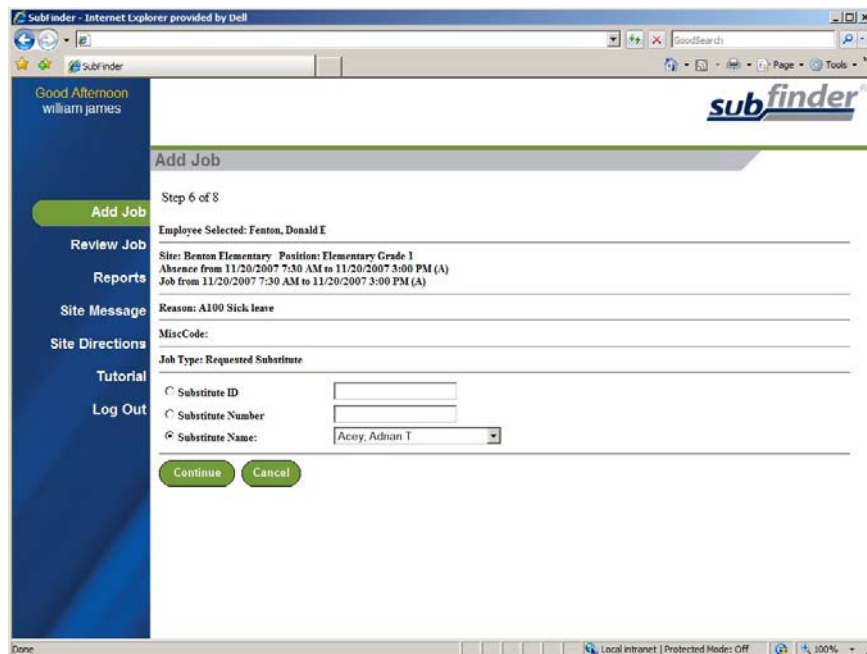 SubFinder - Internet Explorer provided by Dell
GoodSearch
SubFinder
Page
Tools
Good Afternoon
william james
subfinder
Add Job
Step 6 of 8
Add Job
Employee Selected: Fenton, Donald E
Review Job
Site: Benton Elementary Position: Elementary Grade 1
Absence from 11/20/2007 7:30 AM to 11/20/2007 3:00 PM (A)
Job from 11/20/2007 7:30 AM to 11/20/2007 3:00 PM (A)
Reports
Reason: A100 Sick leave
Site Message
MiscCode:
Site Directions
Job Type: Requested Substitute
Tutorial
Substitute ID
Log Out
Substitute Number
Substitute Name: Acey, Adrian T
Continue Cancel
Done Local intranet | Protected Mode: Off 100%